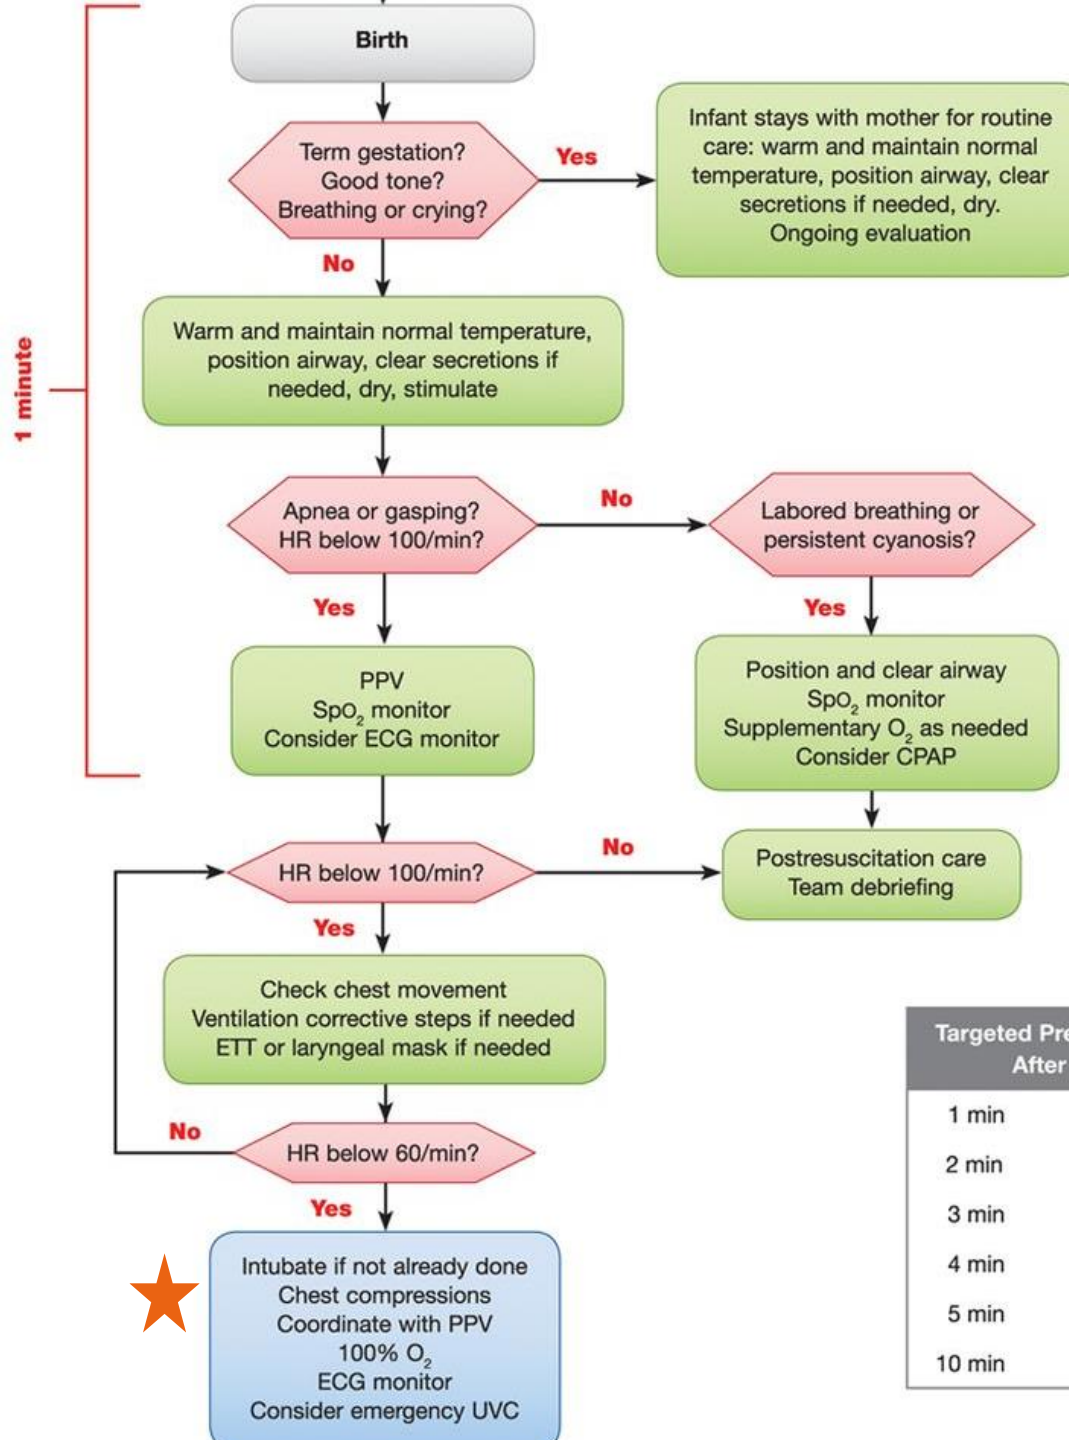 Birth
Term gestation?
Good tone?
Breathing or crying?
Yes
Infant stays with mother for routine
care: warm and maintain normal
temperature, position airway, clear
secretions if needed, dry.
Ongoing evaluation
No
1 minute
Warm and maintain normal temperature,
position airway, clear secretions if
needed, dry, stimulate
Apnea or gasping?
HR below 100/min?
No
Labored breathing or
persistent cyanosis?
Yes
Yes
PPV
SpO₂ monitor
Consider ECG monitor
Position and clear airway
SpO₂ monitor
Supplementary O₂ as needed
Consider CPAP
HR below 100/min?
No
Postresuscitation care
Team debriefing
Yes
Check chest movement
Ventilation corrective steps if needed
ETT or laryngeal mask if needed
No
HR below 60/min?
Yes
Intubate if not already done
Chest compressions
Coordinate with PPV
100% O₂
ECG monitor
Consider emergency UVC
Targeted Pre
After
1 min
2 min
3 min
4 min
5 min
10 min